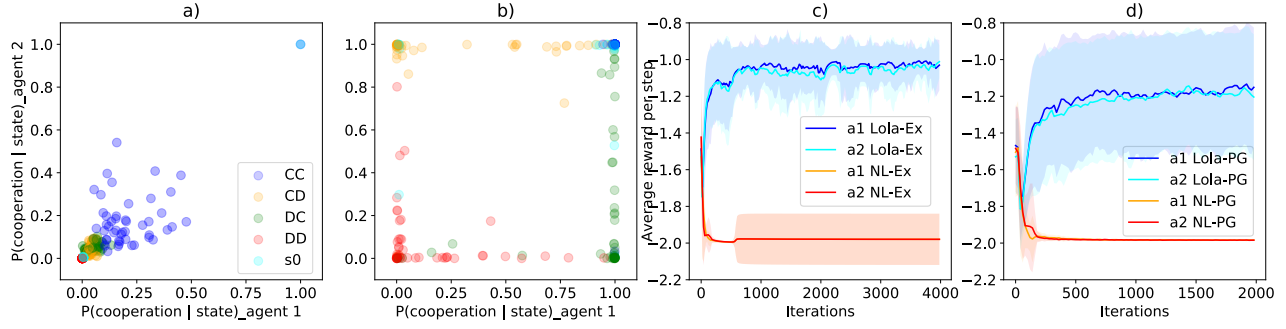 a)
P(cooperation | state)_agent 2
1.0
0.8
0.6
0.4
0.2
0.0
CC
CD
DC
DD
s0
0.00 0.25 0.50 0.75 1.00
P(cooperation | state)_agent 1
b)
1.0
0.8
0.6
0.4
0.2
0.0
0.00 0.25 0.50 0.75 1.00
P(cooperation | state)_agent 1
c)
Average reward per step
−0.6
−0.8
−1.0
−1.2
−1.4
−1.6
−1.8
−2.0
−2.2
a1 Lola-Ex
a2 Lola-Ex
a1 NL-Ex
a2 NL-Ex
0 1000 2000 3000 4000
Iterations
d)
−0.6
−0.8
−1.0
−1.2
−1.4
−1.6
−1.8
−2.0
−2.2
a1 Lola-PG
a2 Lola-PG
a1 NL-PG
a2 NL-PG
0 500 1000 1500 2000
Iterations